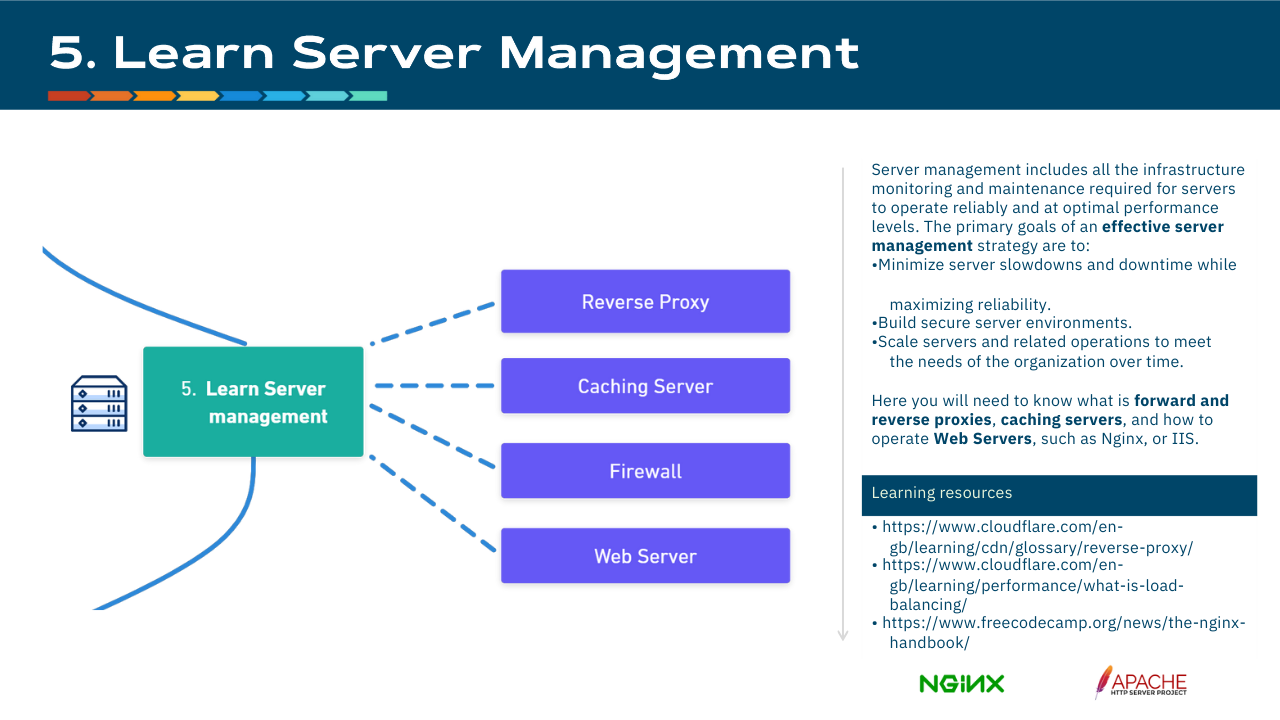 5. Learn Server Management
5. Learn Server
management
Reverse Proxy
Caching Server
Firewall
Web Server
Server management includes all the infrastructure
monitoring and maintenance required for servers
to operate reliably and at optimal performance
levels. The primary goals of an effective server
management strategy are to:
•Minimize server slowdowns and downtime while
maximizing reliability.
•Build secure server environments.
•Scale servers and related operations to meet
the needs of the organization over time.
Here you will need to know what is forward and
reverse proxies, caching servers, and how to
operate Web Servers, such as Nginx, or IIS.
Learning resources
• https://www.cloudflare.com/en-
gb/learning/cdn/glossary/reverse-proxy/
• https://www.cloudflare.com/en-
gb/learning/performance/what-is-load-
balancing/
• https://www.freecodecamp.org/news/the-nginx-
handbook/
NGiNX
APACHE
HTTP SERVER PROJECT